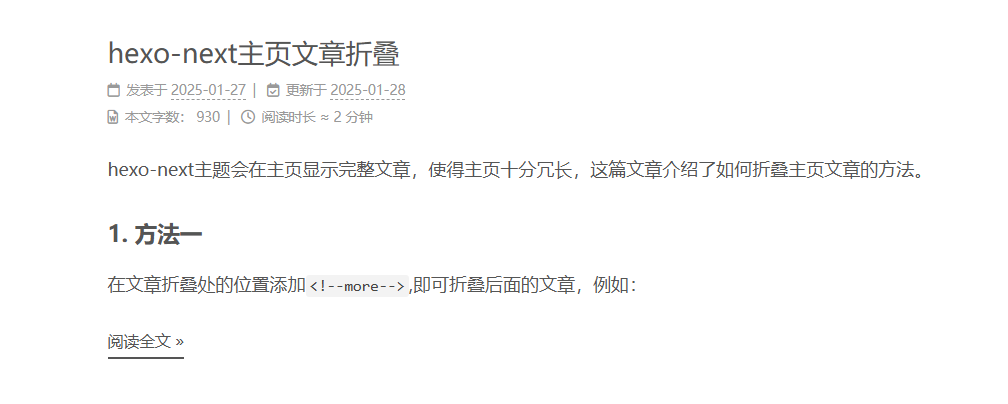 hexo-next主页文章折叠
发表于 2025-01-27 | 更新于 2025-01-28
本文字数： 930 | 阅读时长 ≈ 2 分钟
hexo-next主题会在主页显示完整文章，使得主页十分冗长，这篇文章介绍了如何折叠主页文章的方法。
1. 方法一
在文章折叠处的位置添加<!--more-->,即可折叠后面的文章，例如：
阅读全文 »